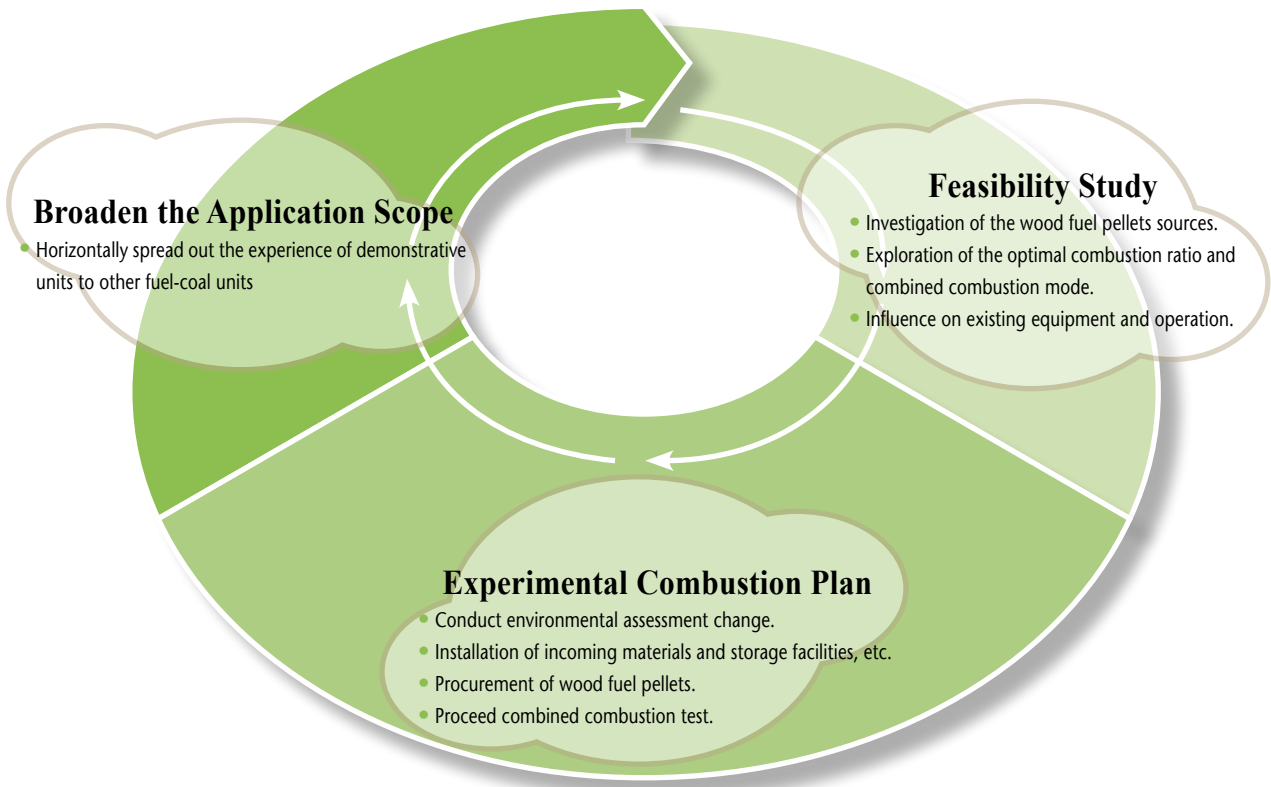 Broaden the Application Scope
• Horizontally spread out the experience of demonstrative
units to other fuel-coal units
Feasibility Study
• Investigation of the wood fuel pellets sources.
• Exploration of the optimal combustion ratio and
combined combustion mode.
• Influence on existing equipment and operation.
Experimental Combustion Plan
• Conduct environmental assessment change.
• Installation of incoming materials and storage facilities, etc.
• Procurement of wood fuel pellets.
• Proceed combined combustion test.